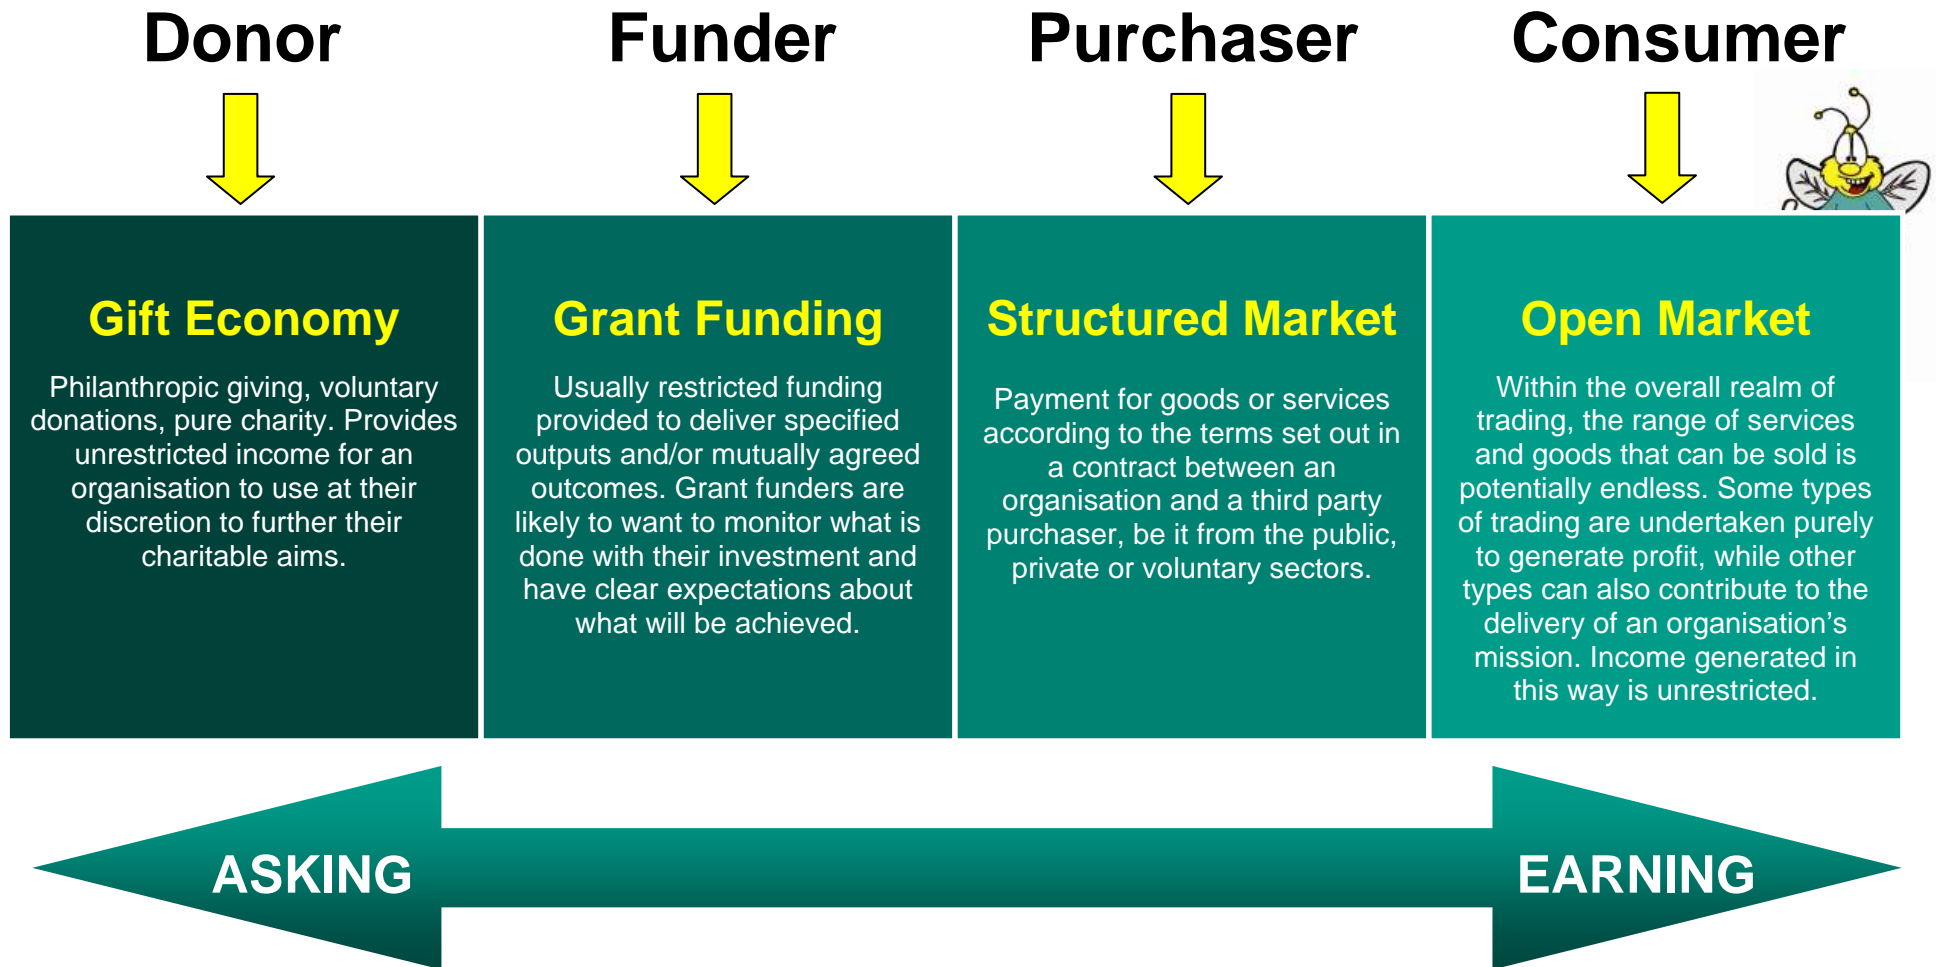 Donor
Funder
Purchaser
Consumer
Gift Economy
Philanthropic giving, voluntary
donations, pure charity. Provides
unrestricted income for an
organisation to use at their
discretion to further their
charitable aims.
Grant Funding
Usually restricted funding
provided to deliver specified
outputs and/or mutually agreed
outcomes. Grant funders are
likely to want to monitor what is
done with their investment and
have clear expectations about
what will be achieved.
Structured Market
Payment for goods or services
according to the terms set out in
a contract between an
organisation and a third party
purchaser, be it from the public,
private or voluntary sectors.
Open Market
Within the overall realm of
trading, the range of services
and goods that can be sold is
potentially endless. Some types
of trading are undertaken purely
to generate profit, while other
types can also contribute to the
delivery of an organisation’s
mission. Income generated in
this way is unrestricted.
ASKING
EARNING